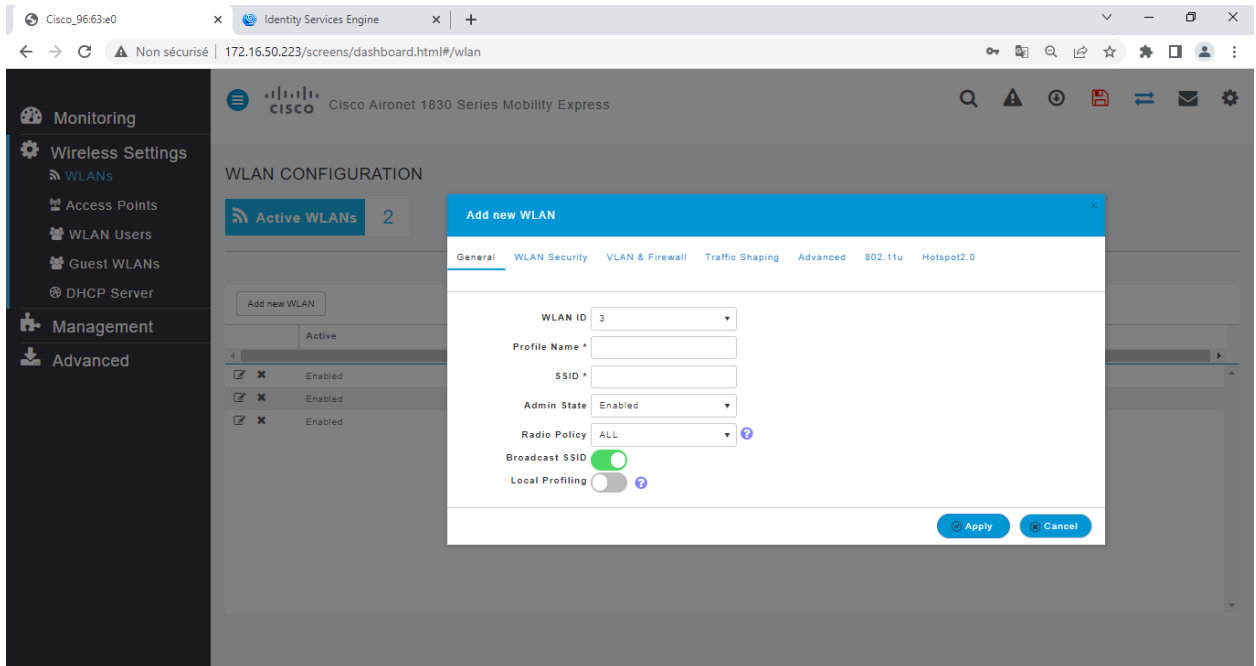 Cisco_96:63:e0
Identity Services Engine
Non sécurisé | 172.16.50.223/screens/dashboard.html#/wlan
Monitoring
Wireless Settings
WLANs
Access Points
WLAN Users
Guest WLANs
DHCP Server
Management
Advanced
CISCO
Cisco Aironet 1830 Series Mobility Express
WLAN CONFIGURATION
Active WLANs 2
Add new WLAN
Active
Enabled
Enabled
Enabled
Add new WLAN
General WLAN Security VLAN & Firewall Traffic Shaping Advanced 802.11u Hotspot2.0
WLAN ID 3
Profile Name *
SSID *
Admin State Enabled
Radio Policy ALL
Broadcast SSID
Local Profiling
Apply Cancel